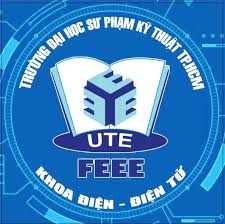 TRƯỜNG ĐẠI HỌC SƯ PHẠM KỸ THUẬT TP.HCM
UTE
FEEE
KHOA ĐIỆN - ĐIỆN TỬ